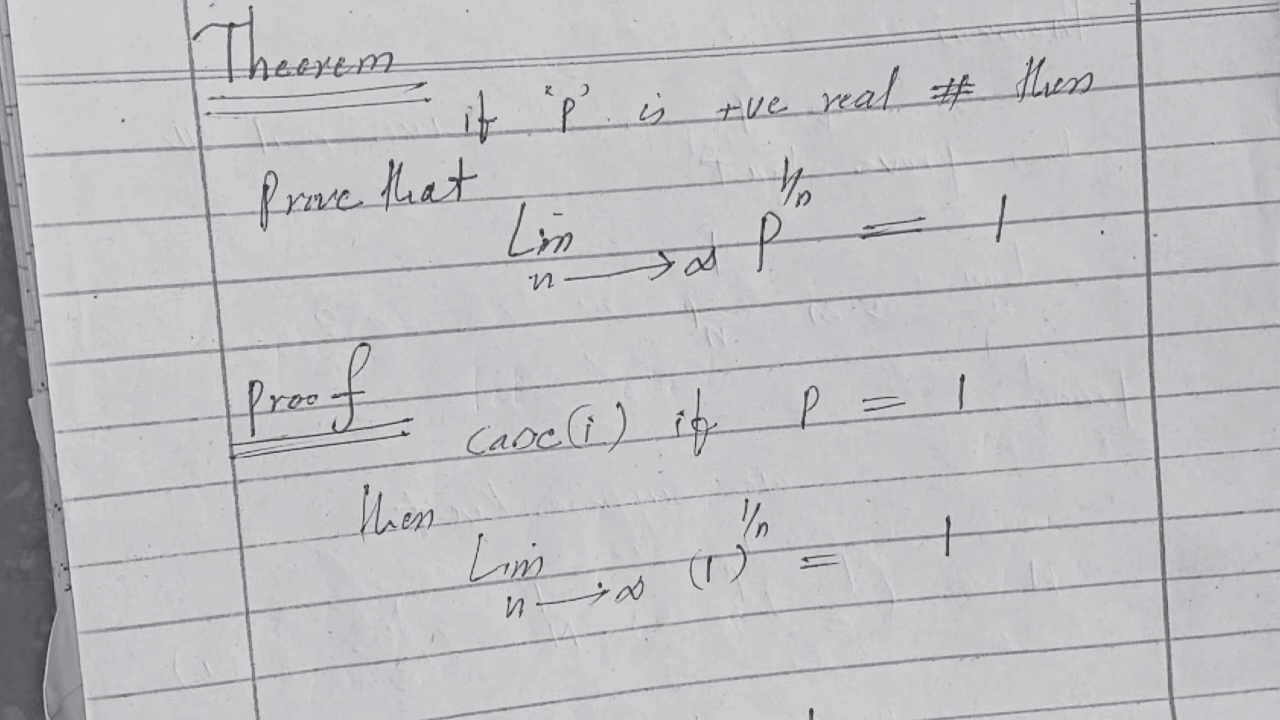 Theorem
if 'P' is +ve real # then
Prove that
Lim n→∞ P^1/n = 1
Proof
case(i) if P = 1
then
Lim n→∞ (1)^1/n = 1